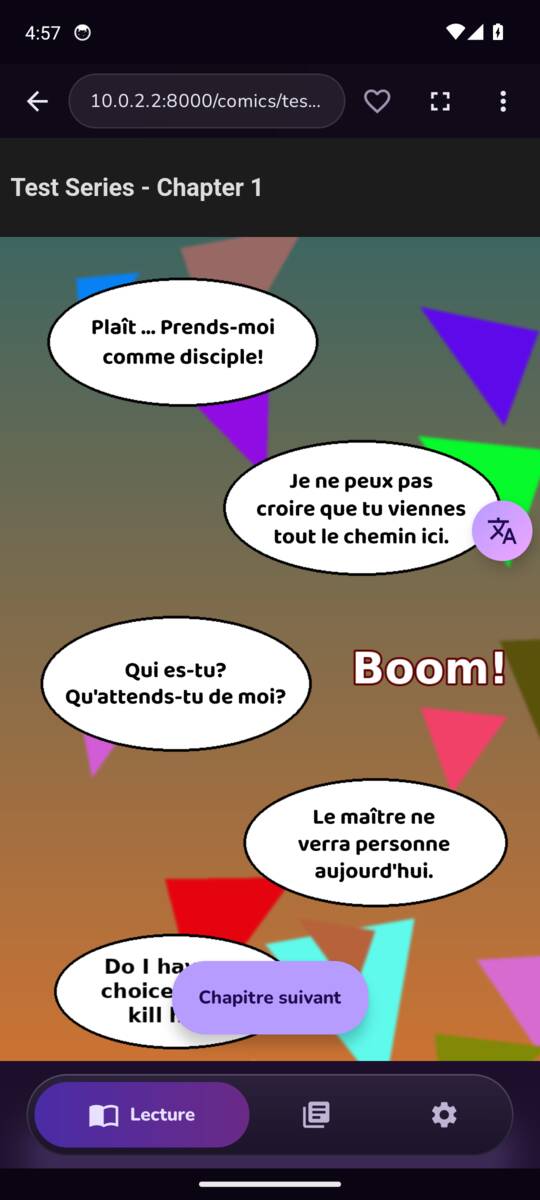 4:57
10.0.2.2:8000/comics/tes...
Test Series - Chapter 1
Plaît ... Prends-moi
comme disciple!
Je ne peux pas
croire que tu viennes
tout le chemin ici.
Qui es-tu?
Qu'attends-tu de moi?
Boom!
Le maître ne
verra personne
aujourd'hui.
Do I
choice
kill
Chapitre suivant
Lecture